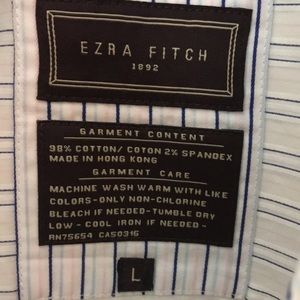 EZRA FITCH
1892
GARMENT CONTENT
98% COTTON/ COTON 2% SPANDEX
MADE IN HONG KONG
GARMENT CARE
MACHINE WASH WARM WITH LIKE
COLORS-ONLY NON-CHLORINE
BLEACH IF NEEDED-TUMBLE DRY
LOW - COOL IRON IF NEEDED-
RN75654 CA50316
L